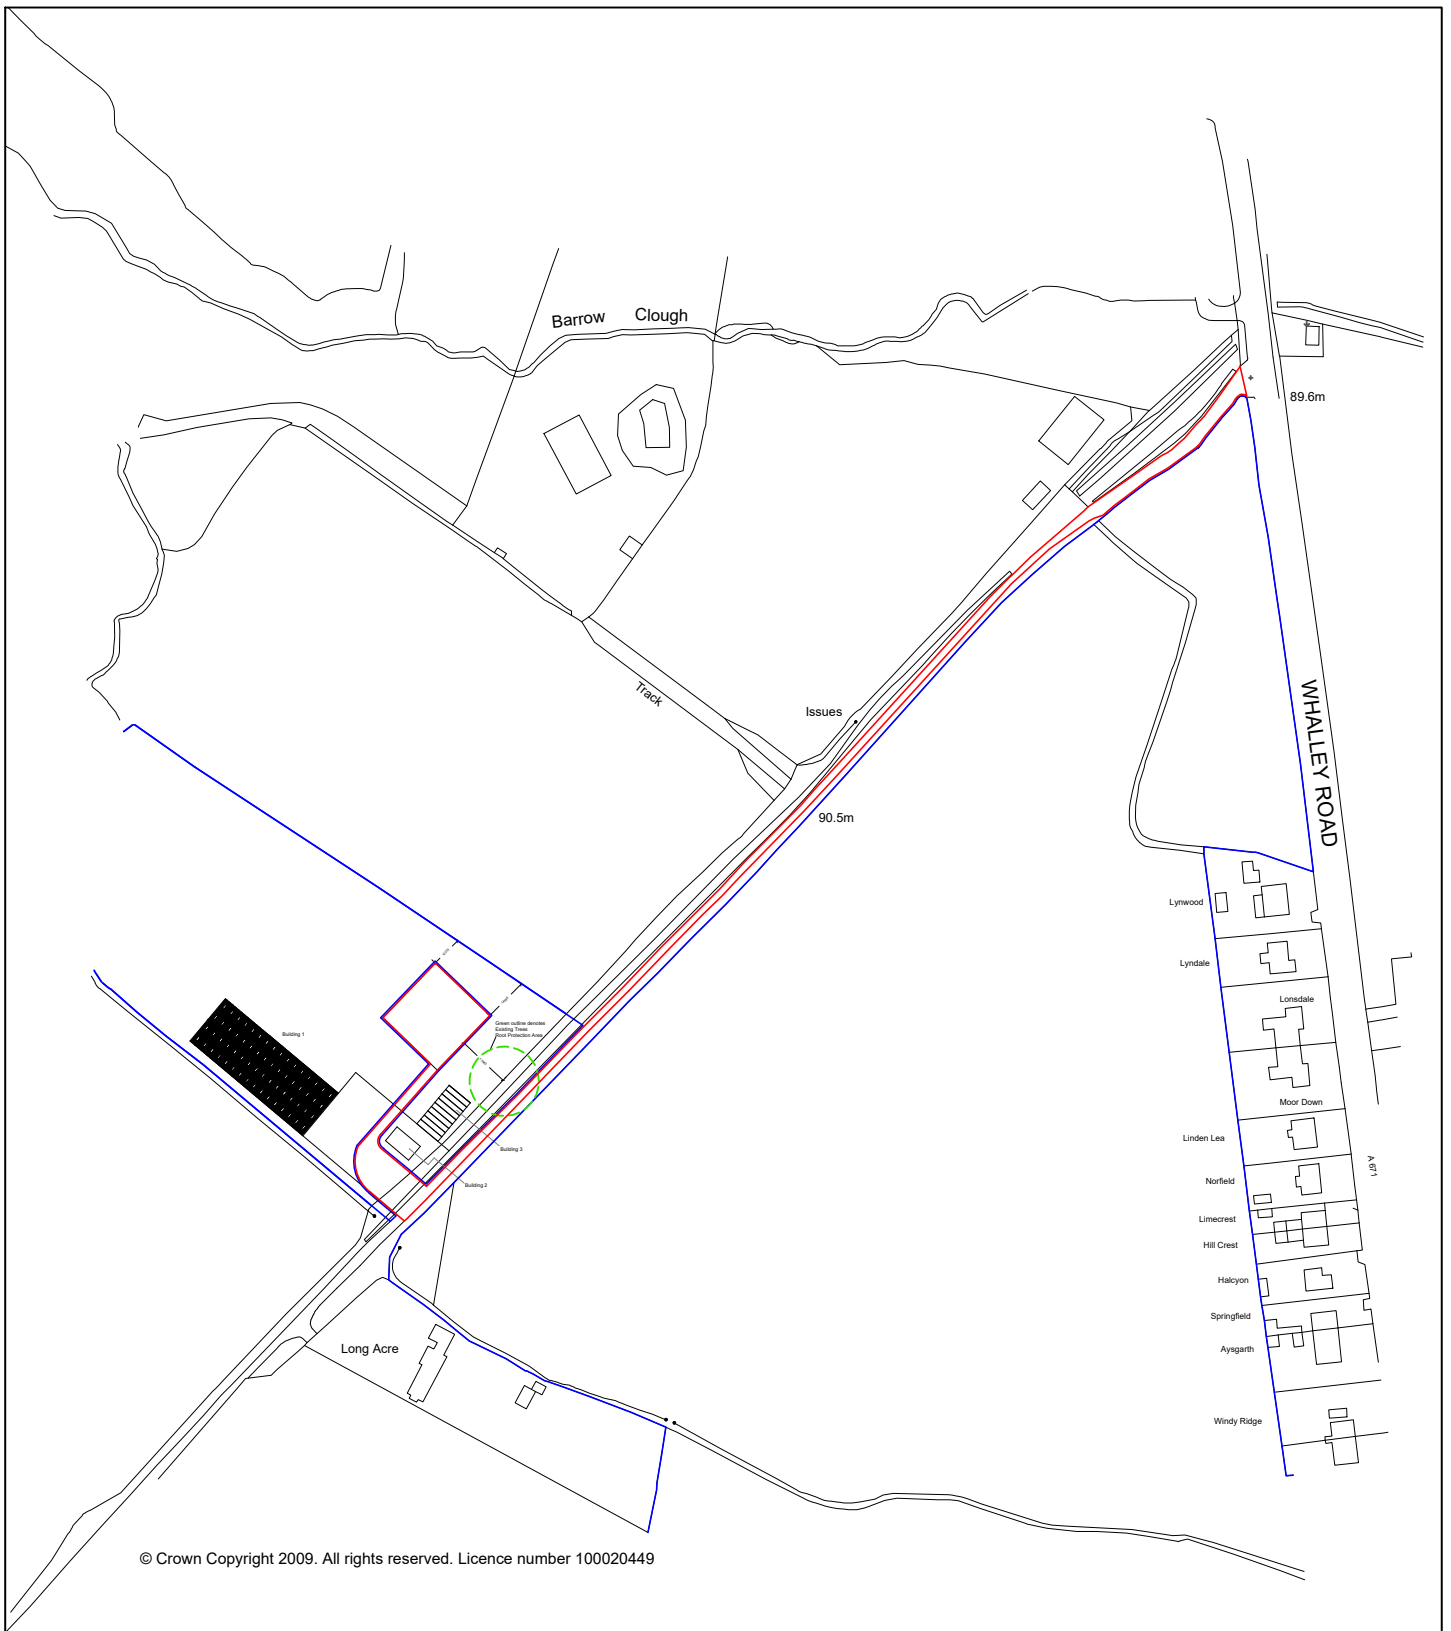 Barrow Clough
89.6m
Track
Issues
WHALLEY ROAD
90.5m
Lynwood
Lyndale
Lonsdale
Green outline denotes
Existing Trees
Root Protection Area
Building 1
Moor Down
Linden Lea
Building 3
A 671
Norfield
Building 2
Limecrest
Hill Crest
Halcyon
Springfield
Long Acre
Aysgarth
Windy Ridge
© Crown Copyright 2009. All rights reserved. Licence number 100020449